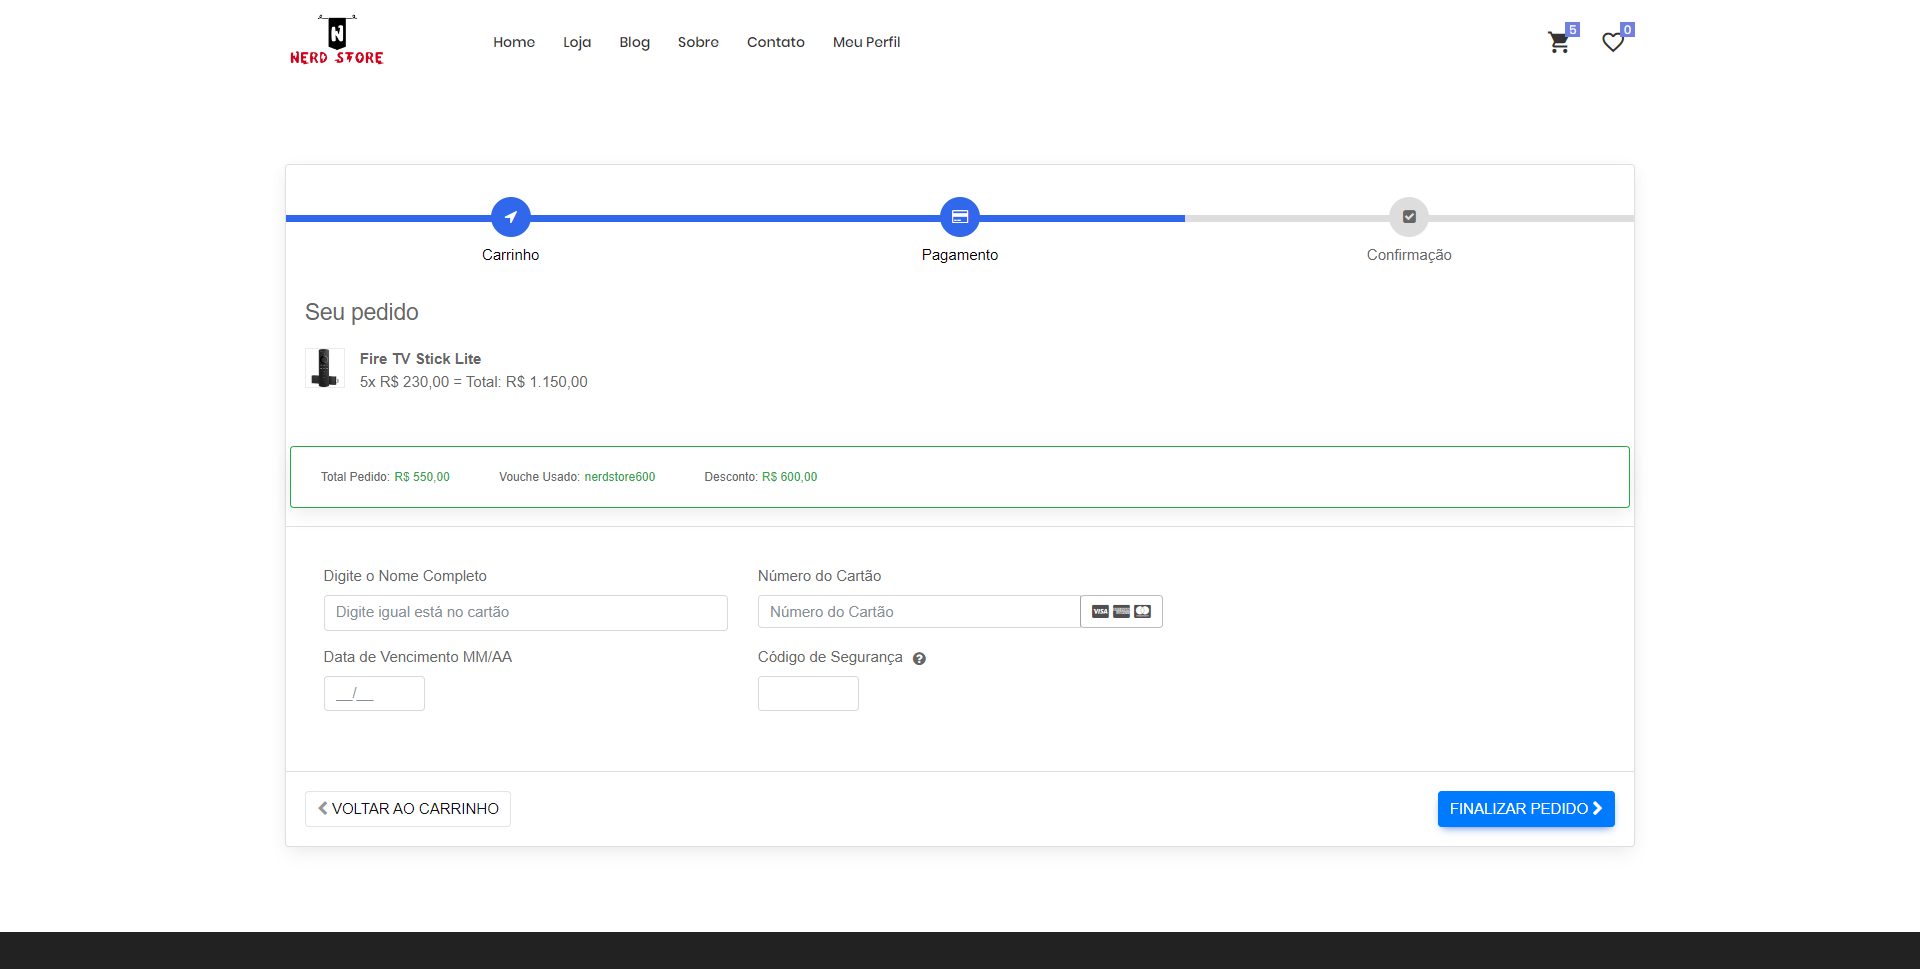 N
NERD STORE
Home Loja Blog Sobre Contato Meu Perfil
5 0
Carrinho Pagamento Confirmação
Seu pedido
Fire TV Stick Lite
5x R$ 230,00 = Total: R$ 1.150,00
Total Pedido: R$ 550,00 Vouche Usado: nerdstore600 Desconto: R$ 600,00
Digite o Nome Completo Número do Cartão
Digite igual está no cartão Número do Cartão VISA
Data de Vencimento MM/AA Código de Segurança ?
__/__
VOLTAR AO CARRINHO FINALIZAR PEDIDO